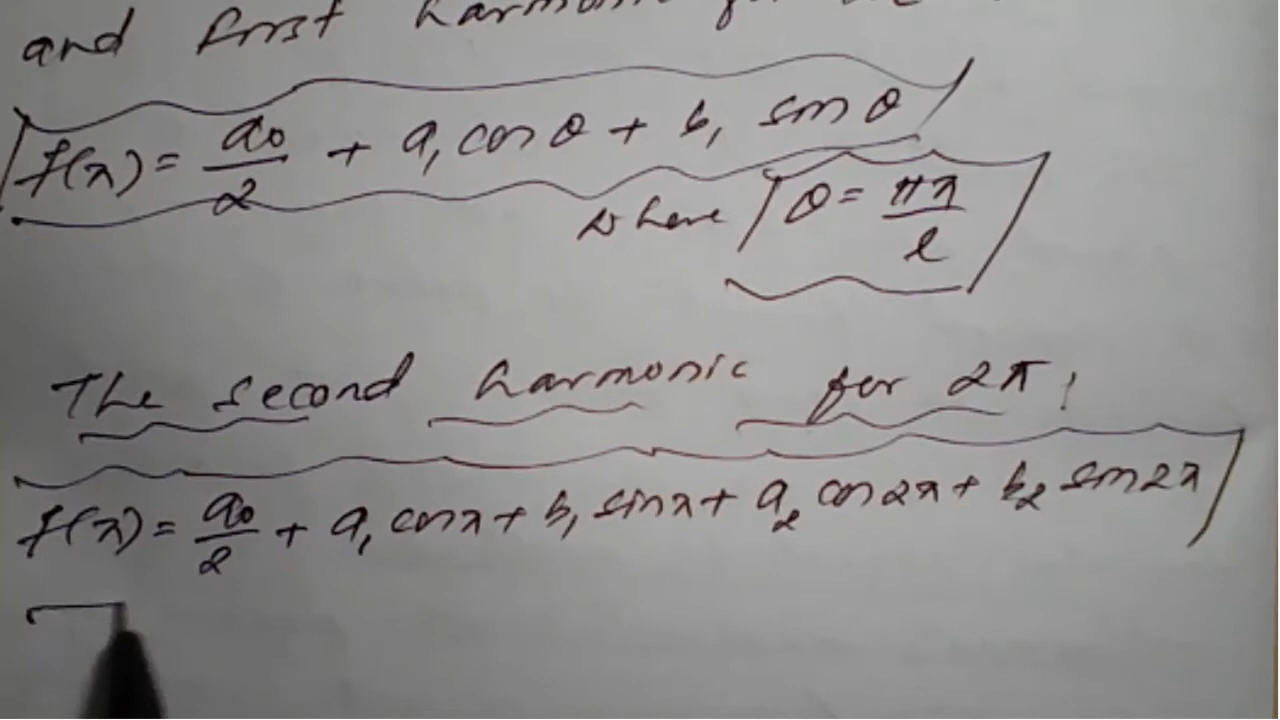 and first harmonic
f(x) = a₀/2 + a₁ cos θ + b₁ sin θ
where θ = πx/l
The second harmonic for 2π:
f(x) = a₀/2 + a₁ cos x + b₁ sin x + a₂ cos 2x + b₂ sin 2x